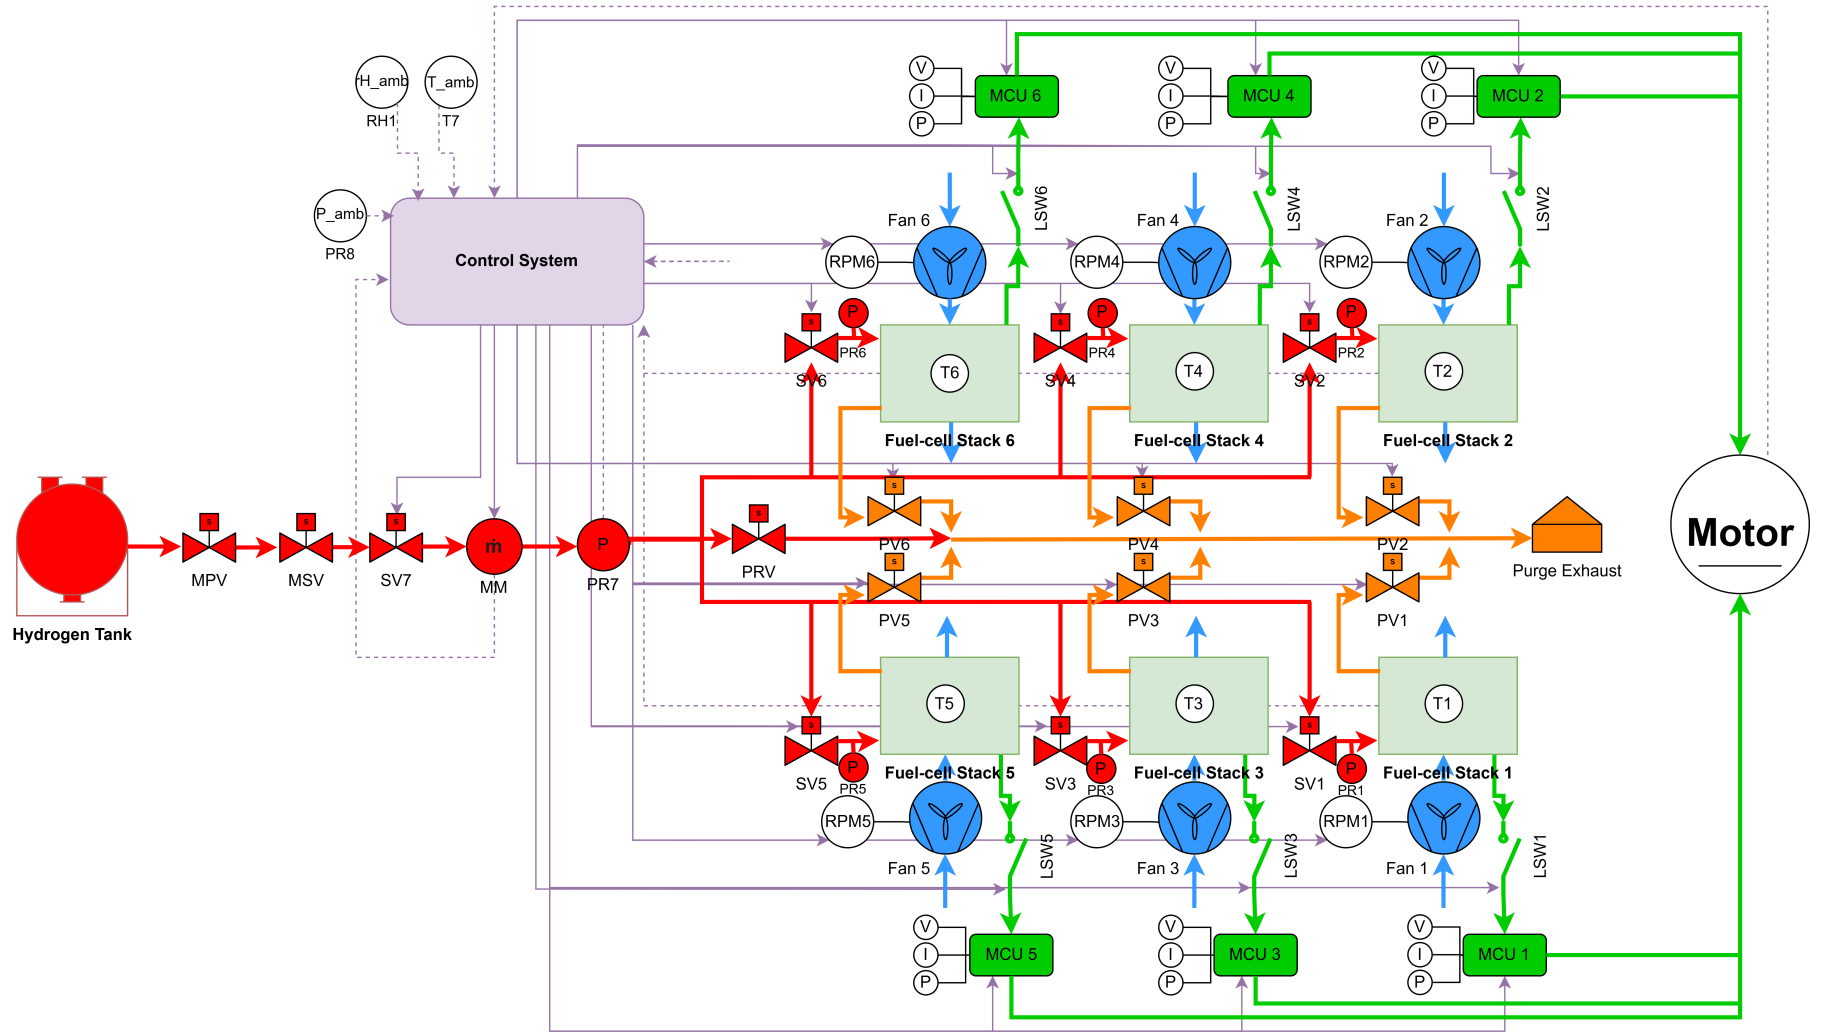 V
I
P
MCU 6
V
I
P
MCU 4
V
I
P
MCU 2
rH_amb
RH1
T_amb
T7
P_amb
PR8
Control System
Fan 6
RPM6
LSW6
Fan 4
RPM4
LSW4
Fan 2
RPM2
LSW2
s
P
PR6
SV6
T6
Fuel-cell Stack 6
s
P
PR4
SV4
T4
Fuel-cell Stack 4
s
P
PR2
SV2
T2
Fuel-cell Stack 2
Hydrogen Tank
s
MPV
s
MSV
s
SV7
ṁ
MM
P
PR7
s
PRV
s
PV6
s
PV4
s
PV2
Purge Exhaust
Motor
s
PV5
s
PV3
s
PV1
T5
Fuel-cell Stack 5
T3
Fuel-cell Stack 3
T1
Fuel-cell Stack 1
s
SV5
P
PR5
s
SV3
P
PR3
s
SV1
P
PR1
RPM5
Fan 5
LSW5
RPM3
Fan 3
LSW3
RPM1
Fan 1
LSW1
V
I
P
MCU 5
V
I
P
MCU 3
V
I
P
MCU 1